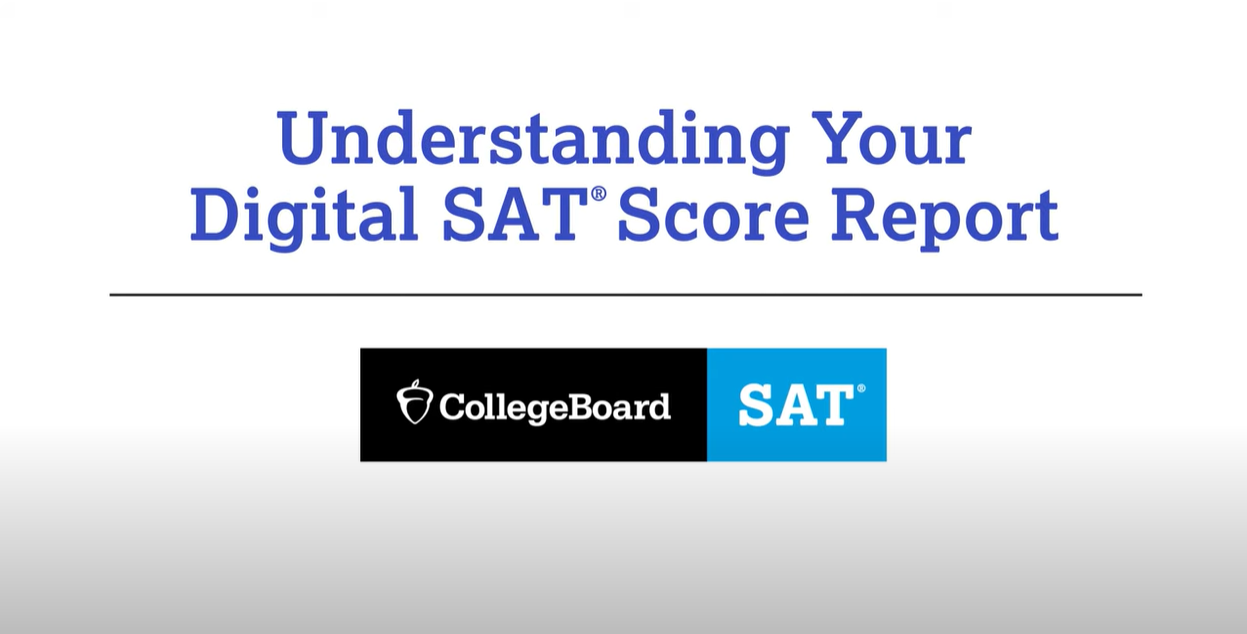 Understanding Your
Digital SAT® Score Report
CollegeBoard SAT®